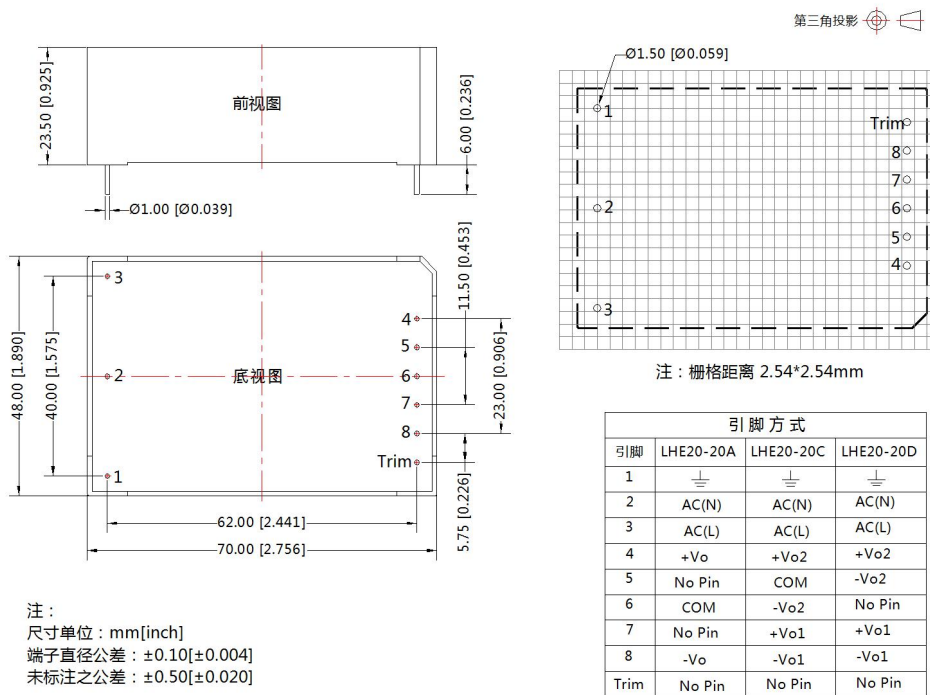 第三角投影
前视图
23.50 [0.925]
6.00 [0.236]
Ø1.00 [Ø0.039]
Ø1.50 [Ø0.059]
1
Trim
8
7
2
6
5
4
3
注：栅格距离 2.54*2.54mm
底视图
3
2
1
4
5
6
7
8
Trim
48.00 [1.890]
40.00 [1.575]
11.50 [0.453]
23.00 [0.906]
5.75 [0.226]
62.00 [2.441]
70.00 [2.756]
注：
尺寸单位：mm[inch]
端子直径公差：±0.10[±0.004]
未标注之公差：±0.50[±0.020]
引脚方式
引脚 LHE20-20A LHE20-20C LHE20-20D
1
2 AC(N) AC(N) AC(N)
3 AC(L) AC(L) AC(L)
4 +Vo +Vo2 +Vo2
5 No Pin COM -Vo2
6 COM -Vo2 No Pin
7 No Pin +Vo1 +Vo1
8 -Vo -Vo1 -Vo1
Trim No Pin No Pin No Pin